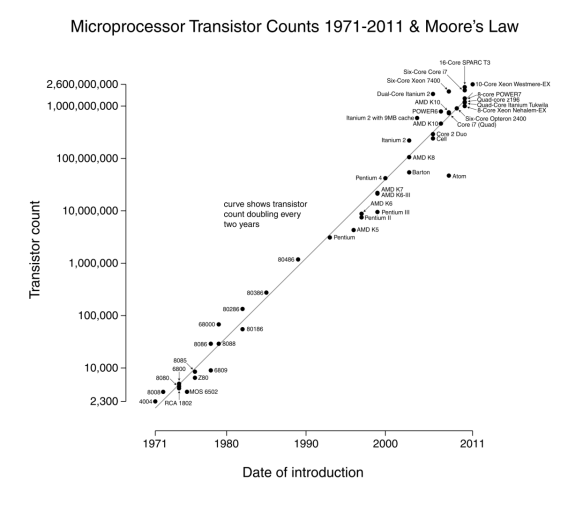 Microprocessor Transistor Counts 1971-2011 & Moore's Law
16-Core SPARC T3
Six-Core Core i7
Six-Core Xeon 7400
10-Core Xeon Westmere-EX
Dual-Core Itanium 2
8-core POWER7
Quad-core z196
AMD K10
Quad-Core Itanium Tukwila
POWER6
8-Core Xeon Nehalem-EX
Itanium 2 with 9MB cache
Six-Core Opteron 2400
AMD K10
Core i7 (Quad)
Core 2 Duo
Itanium 2
Cell
AMD K8
Barton
Pentium 4
Atom
AMD K7
AMD K6-III
curve shows transistor
count doubling every
two years
AMD K6
Pentium III
Pentium II
AMD K5
Pentium
80486
80386
80286
68000
80186
8086
8088
8085
6800
6809
8080
Z80
8008
MOS 6502
4004
RCA 1802
2,600,000,000
1,000,000,000
100,000,000
10,000,000
1,000,000
100,000
10,000
2,300
Transistor count
1971
1980
1990
2000
2011
Date of introduction